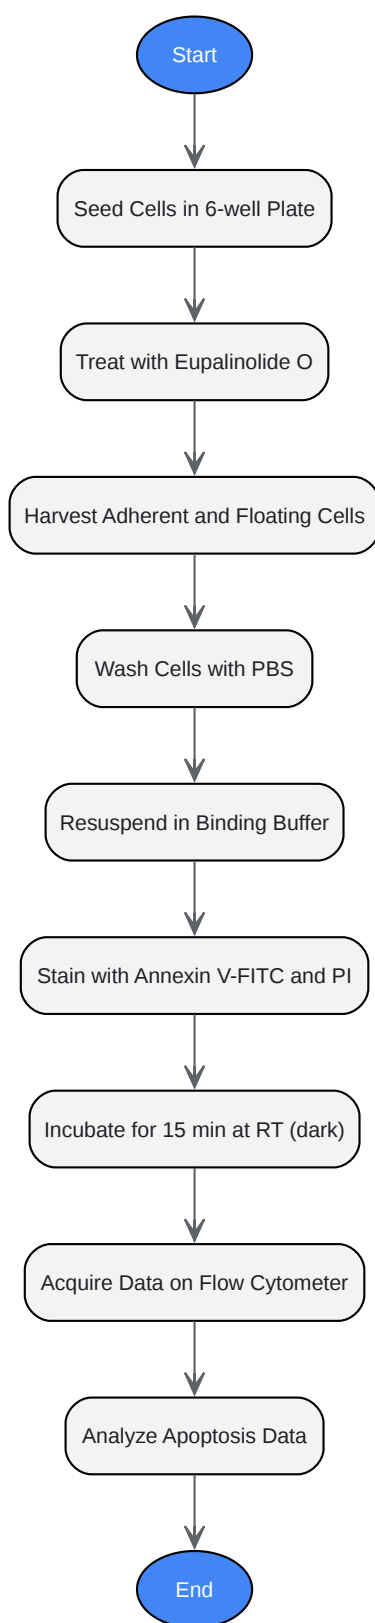 Start
Seed Cells in 6-well Plate
Treat with Eupalinolide O
Harvest Adherent and Floating Cells
Wash Cells with PBS
Resuspend in Binding Buffer
Stain with Annexin V-FITC and PI
Incubate for 15 min at RT (dark)
Acquire Data on Flow Cytometer
Analyze Apoptosis Data
End